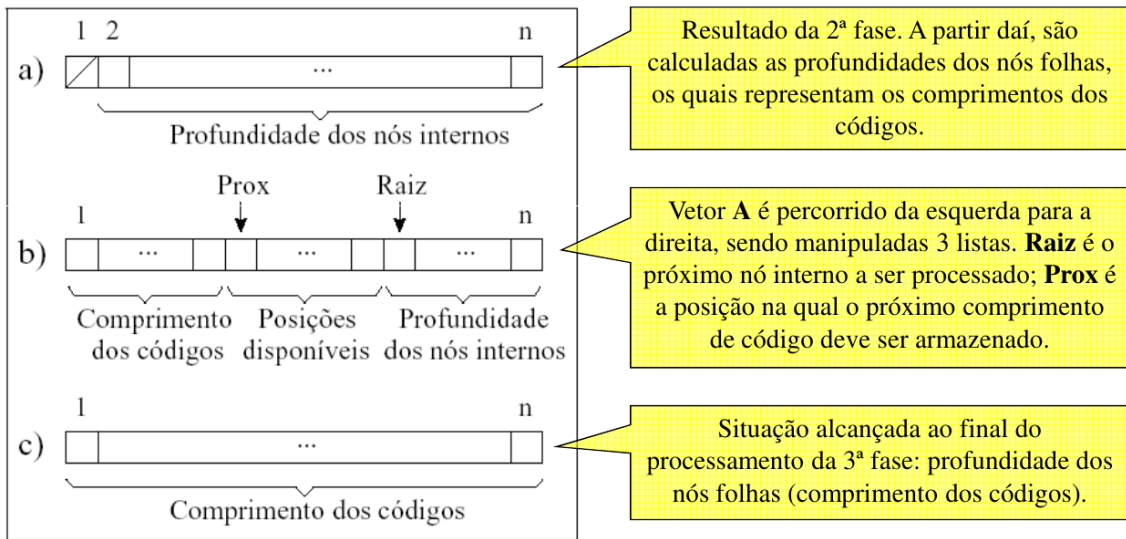 1 2 n
a) ...
Profundidade dos nós internos
Resultado da 2ª fase. A partir daí, são
calculadas as profundidades dos nós folhas,
os quais representam os comprimentos dos
códigos.
Prox Raiz
1 n
b) ... ... ...
Comprimento
dos códigos
Posições
disponíveis
Profundidade
dos nós internos
Vetor A é percorrido da esquerda para a
direita, sendo manipuladas 3 listas. Raiz é o
próximo nó interno a ser processado; Prox é
a posição na qual o próximo comprimento
de código deve ser armazenado.
1 n
c) ...
Comprimento dos códigos
Situação alcançada ao final do
processamento da 3ª fase: profundidade dos
nós folhas (comprimento dos códigos).